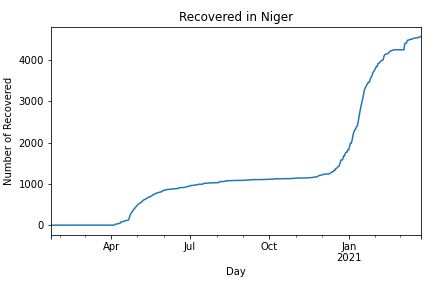 Recovered in Niger
Number of Recovered
4000
3000
2000
1000
0
Apr
Jul
Oct
Jan
2021
Day